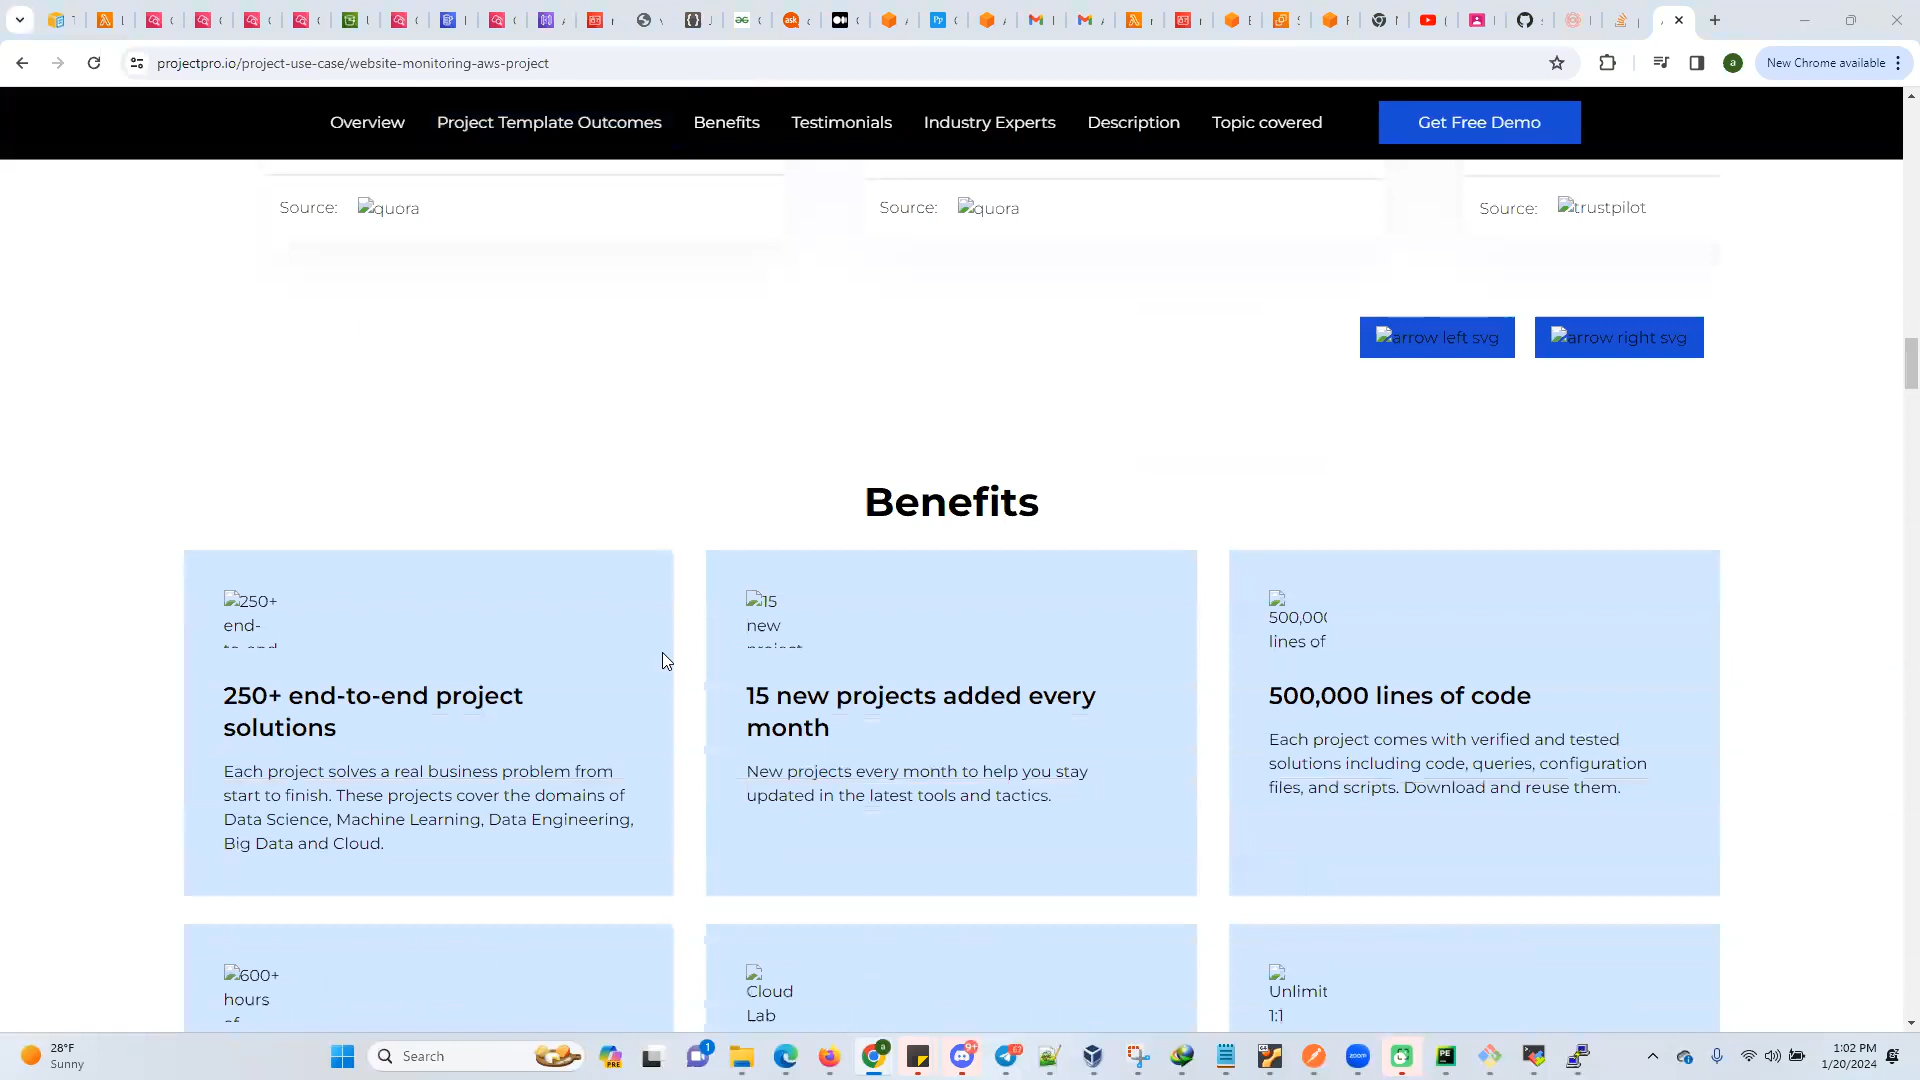 projectpro.io/project-use-case/website-monitoring-aws-project
New Chrome available
Overview
Project Template Outcomes
Benefits
Testimonials
Industry Experts
Description
Topic covered
Get Free Demo
Source: quora
Source: quora
Source: trustpilot
arrow left svg
arrow right svg
Benefits
250+
end-
to-end
250+ end-to-end project
solutions
Each project solves a real business problem from
start to finish. These projects cover the domains of
Data Science, Machine Learning, Data Engineering,
Big Data and Cloud.
15
new
project
15 new projects added every
month
New projects every month to help you stay
updated in the latest tools and tactics.
500,000
lines of
500,000 lines of code
Each project comes with verified and tested
solutions including code, queries, configuration
files, and scripts. Download and reuse them.
600+
hours
of
Cloud
Lab
Unlimit
1:1
28°F
Sunny
Search
1:02 PM
1/20/2024